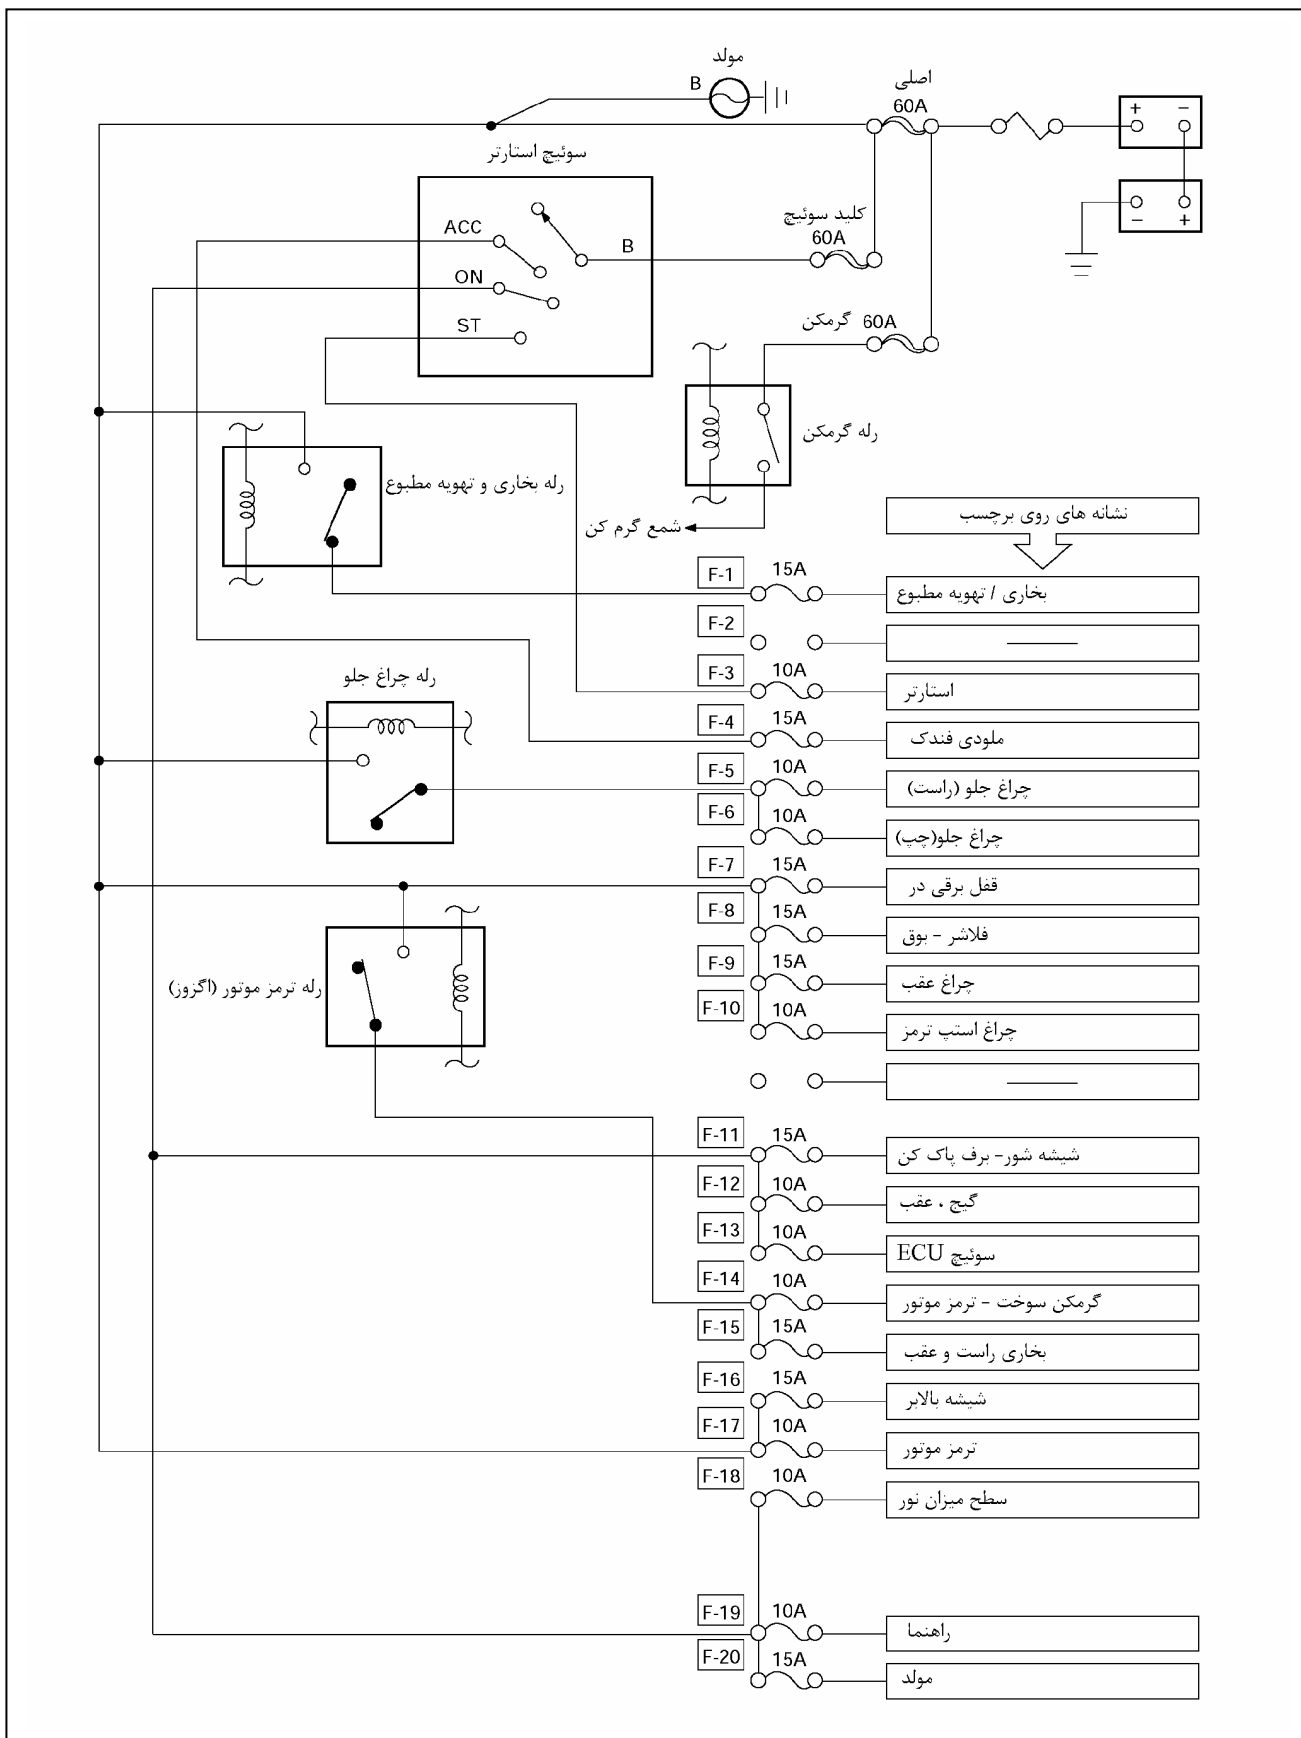 مولد
B
اصلی
60A
+ −
− +
سوئیچ استارتر
کلید سوئیچ
60A
ACC
B
ON
ST
گرمکن 60A
رله گرمکن
رله بخاری و تهویه مطبوع
شمع گرم کن
نشانه های روی برچسب
F-1 15A بخاری / تهویه مطبوع
F-2
F-3 10A استارتر
رله چراغ جلو
F-4 15A ملودی فندک
F-5 10A چراغ جلو (راست)
F-6 10A چراغ جلو(چپ)
F-7 15A قفل برقی در
F-8 15A فلاشر - بوق
F-9 15A چراغ عقب
رله ترمز موتور (اگزوز)
F-10 10A چراغ استپ ترمز
F-11 15A شیشه شور- برف پاک کن
F-12 10A گیج ، عقب
F-13 10A سوئیچ ECU
F-14 10A گرمکن سوخت - ترمز موتور
F-15 15A بخاری راست و عقب
F-16 15A شیشه بالابر
F-17 10A ترمز موتور
F-18 10A سطح میزان نور
F-19 10A راهنما
F-20 15A مولد